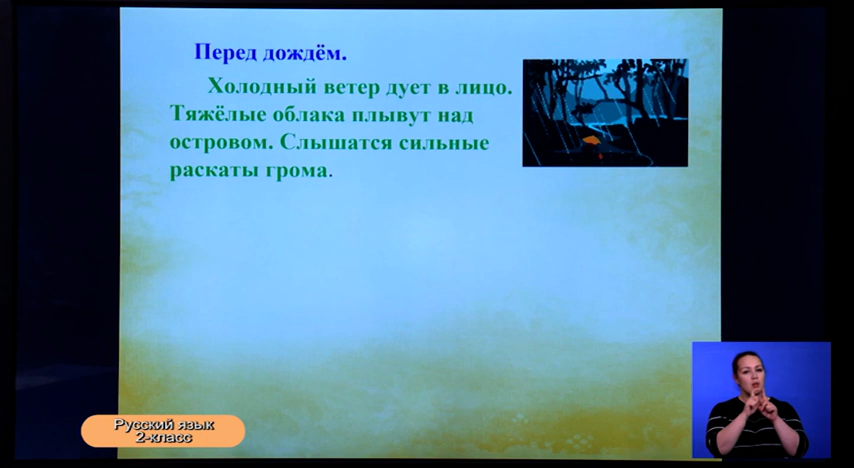 Перед дождём.
Холодный ветер дует в лицо.
Тяжёлые облака плывут над
островом. Слышатся сильные
раскаты грома.
Русский язык
2-класс